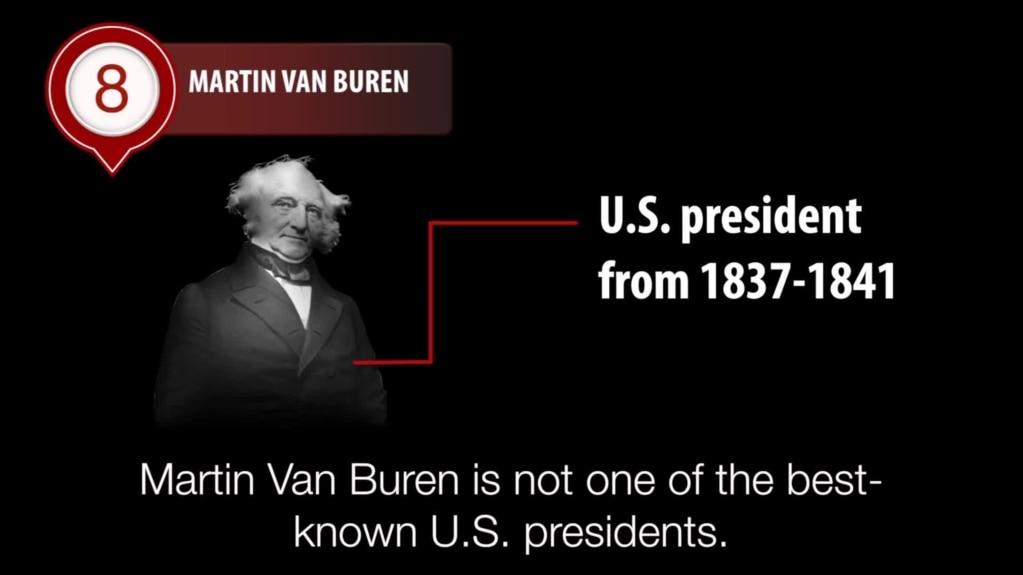 8
MARTIN VAN BUREN
U.S. president
from 1837-1841
Martin Van Buren is not one of the best-
known U.S. presidents.